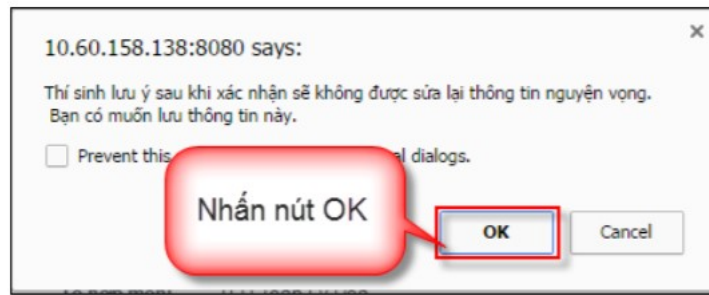 10.60.158.138:8080 says:
Thí sinh lưu ý sau khi xác nhận sẽ không được sửa lại thông tin nguyện vọng.
Bạn có muốn lưu thông tin này.
Prevent this al dialogs.
Nhấn nút OK
OK Cancel